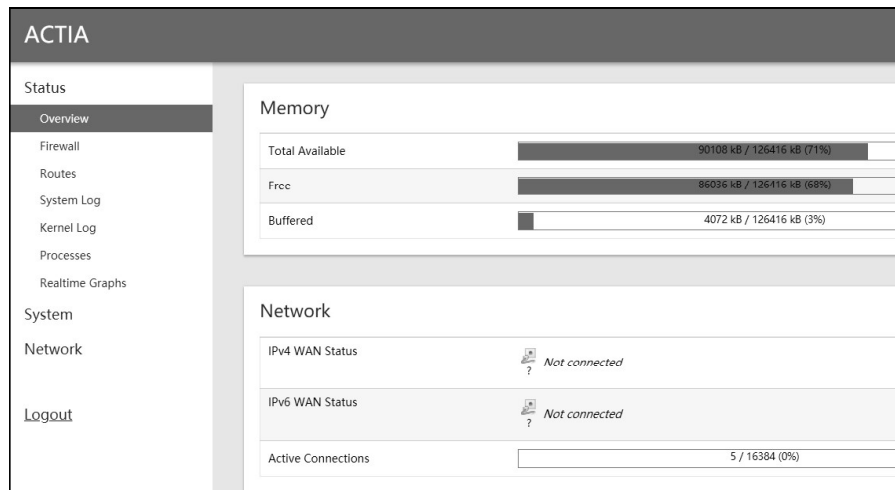 ACTIA
Status
Overview
Firewall
Routes
System Log
Kernel Log
Processes
Realtime Graphs
System
Network
Logout
Memory
Total Available 90108 kB / 126416 kB (71%)
Free 86036 kB / 126416 kB (68%)
Buffered 4072 kB / 126416 kB (3%)
Network
IPv4 WAN Status ? Not connected
IPv6 WAN Status ? Not connected
Active Connections 5 / 16384 (0%)